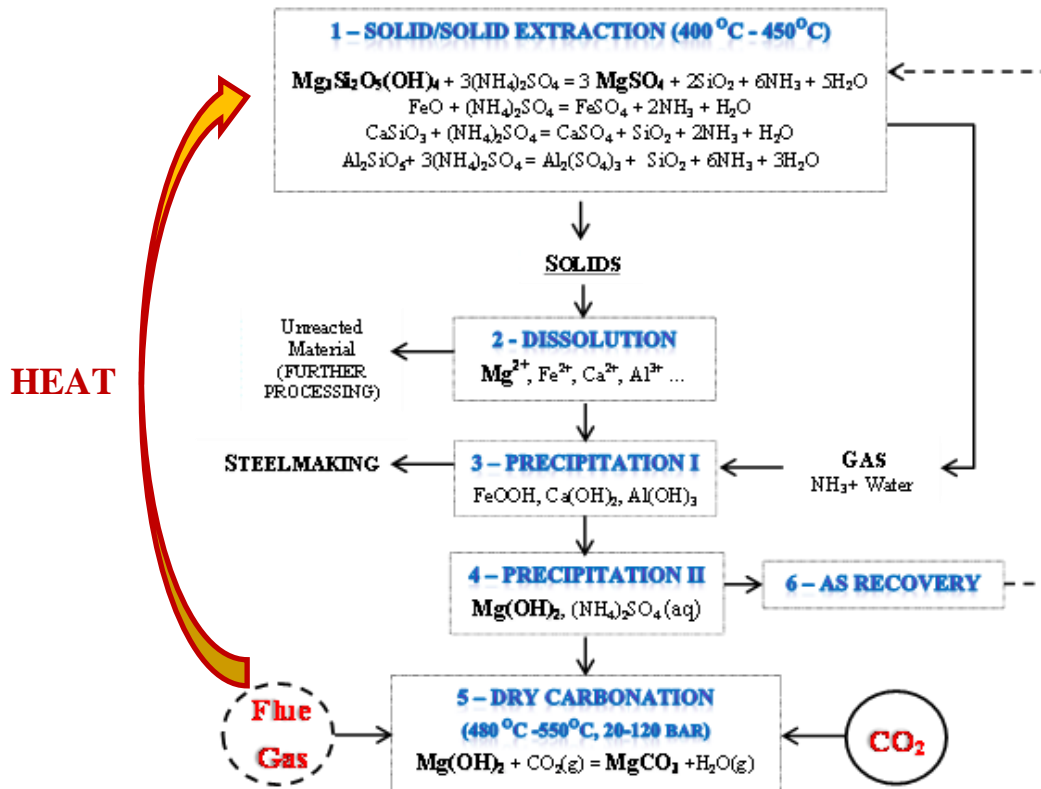 1 – SOLID/SOLID EXTRACTION (400 °C - 450°C)
Mg₃Si₂O₅(OH)₄ + 3(NH₄)₂SO₄ = 3 MgSO₄ + 2SiO₂ + 6NH₃ + 5H₂O
FeO + (NH₄)₂SO₄ = FeSO₄ + 2NH₃ + H₂O
CaSiO₃ + (NH₄)₂SO₄ = CaSO₄ + SiO₂ + 2NH₃ + H₂O
Al₂SiO₅+ 3(NH₄)₂SO₄ = Al₂(SO₄)₃ + SiO₂ + 6NH₃ + 3H₂O
SOLIDS
Unreacted
Material
(FURTHER
PROCESSING)
2 - DISSOLUTION
Mg²⁺, Fe²⁺, Ca²⁺, Al³⁺ ...
HEAT
STEELMAKING
3 – PRECIPITATION I
FeOOH, Ca(OH)₂, Al(OH)₃
GAS
NH₃+ Water
4 – PRECIPITATION II
Mg(OH)₂, (NH₄)₂SO₄ (aq)
6 – AS RECOVERY
Flue
Gas
5 – DRY CARBONATION
(480 °C -550°C, 20-120 BAR)
Mg(OH)₂ + CO₂(g) = MgCO₃ +H₂O(g)
CO₂